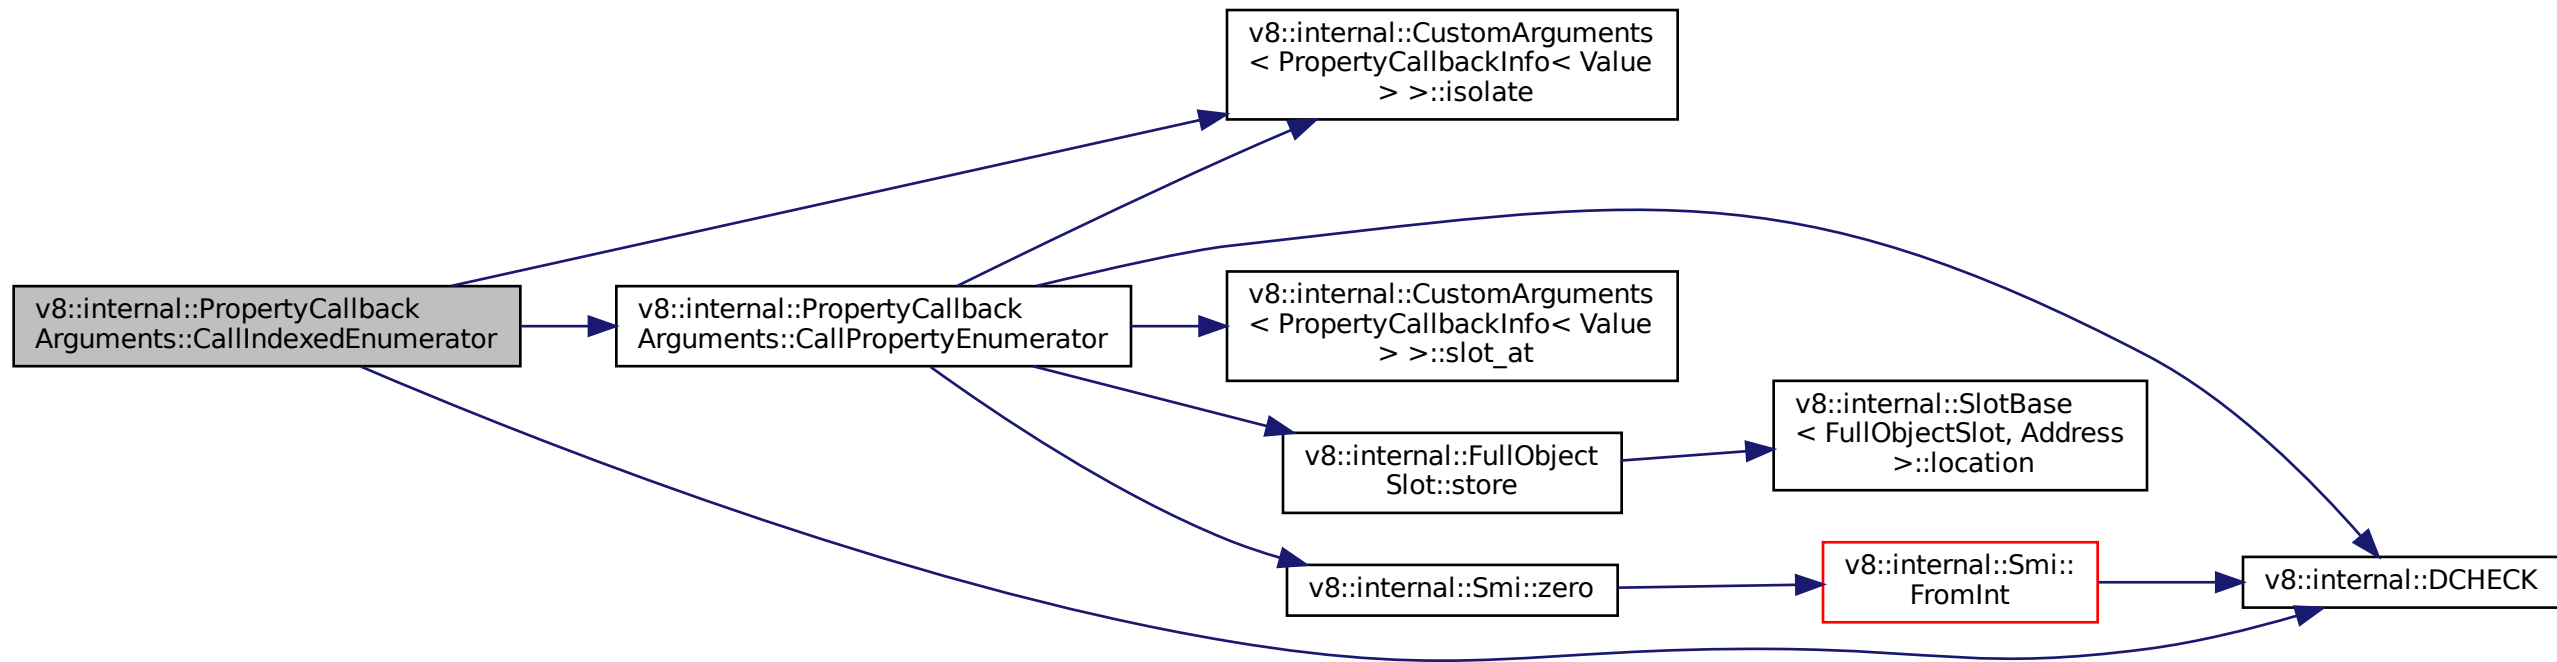 v8::internal::PropertyCallback
Arguments::CallIndexedEnumerator
v8::internal::PropertyCallback
Arguments::CallPropertyEnumerator
v8::internal::CustomArguments
< PropertyCallbackInfo< Value
> >::isolate
v8::internal::CustomArguments
< PropertyCallbackInfo< Value
> >::slot_at
v8::internal::FullObject
Slot::store
v8::internal::SlotBase
< FullObjectSlot, Address
>::location
v8::internal::Smi::zero
v8::internal::Smi::
FromInt
v8::internal::DCHECK